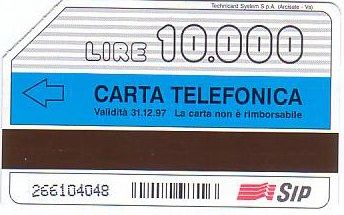 Technicard System S.p.A. (Arcisate - Va)
LIRE 10.000
CARTA TELEFONICA
Validità 31.12.97 La carta non è rimborsabile
266104048
SIP